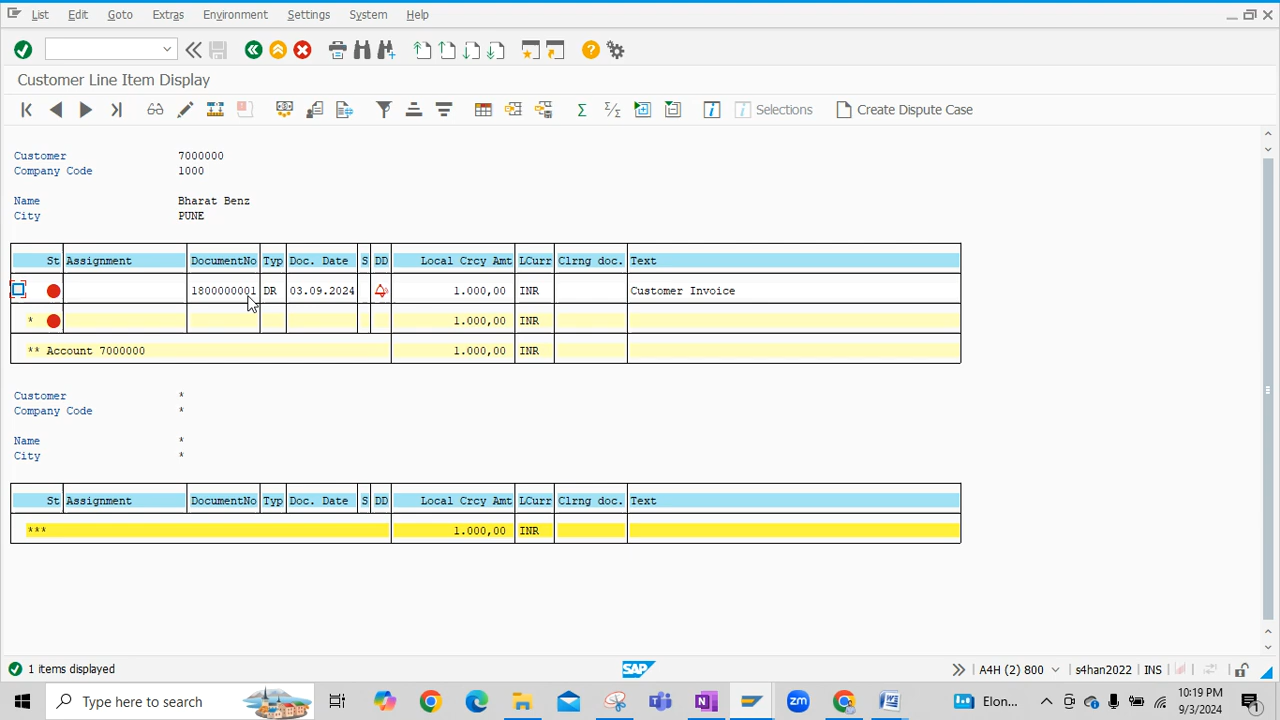 List Edit Goto Extras Environment Settings System Help
Customer Line Item Display
Selections Create Dispute Case
Customer 7000000
Company Code 1000
Name Bharat Benz
City PUNE
St Assignment DocumentNo Typ Doc. Date S DD Local Crcy Amt LCurr Clrng doc. Text
1800000001 DR 03.09.2024 1.000,00 INR Customer Invoice
* 1.000,00 INR
** Account 7000000 1.000,00 INR
Customer *
Company Code *
Name *
City *
St Assignment DocumentNo Typ Doc. Date S DD Local Crcy Amt LCurr Clrng doc. Text
*** 1.000,00 INR
1 items displayed SAP A4H (2) 800 s4han2022 INS
Type here to search zm Elon... 10:19 PM
9/3/2024 1